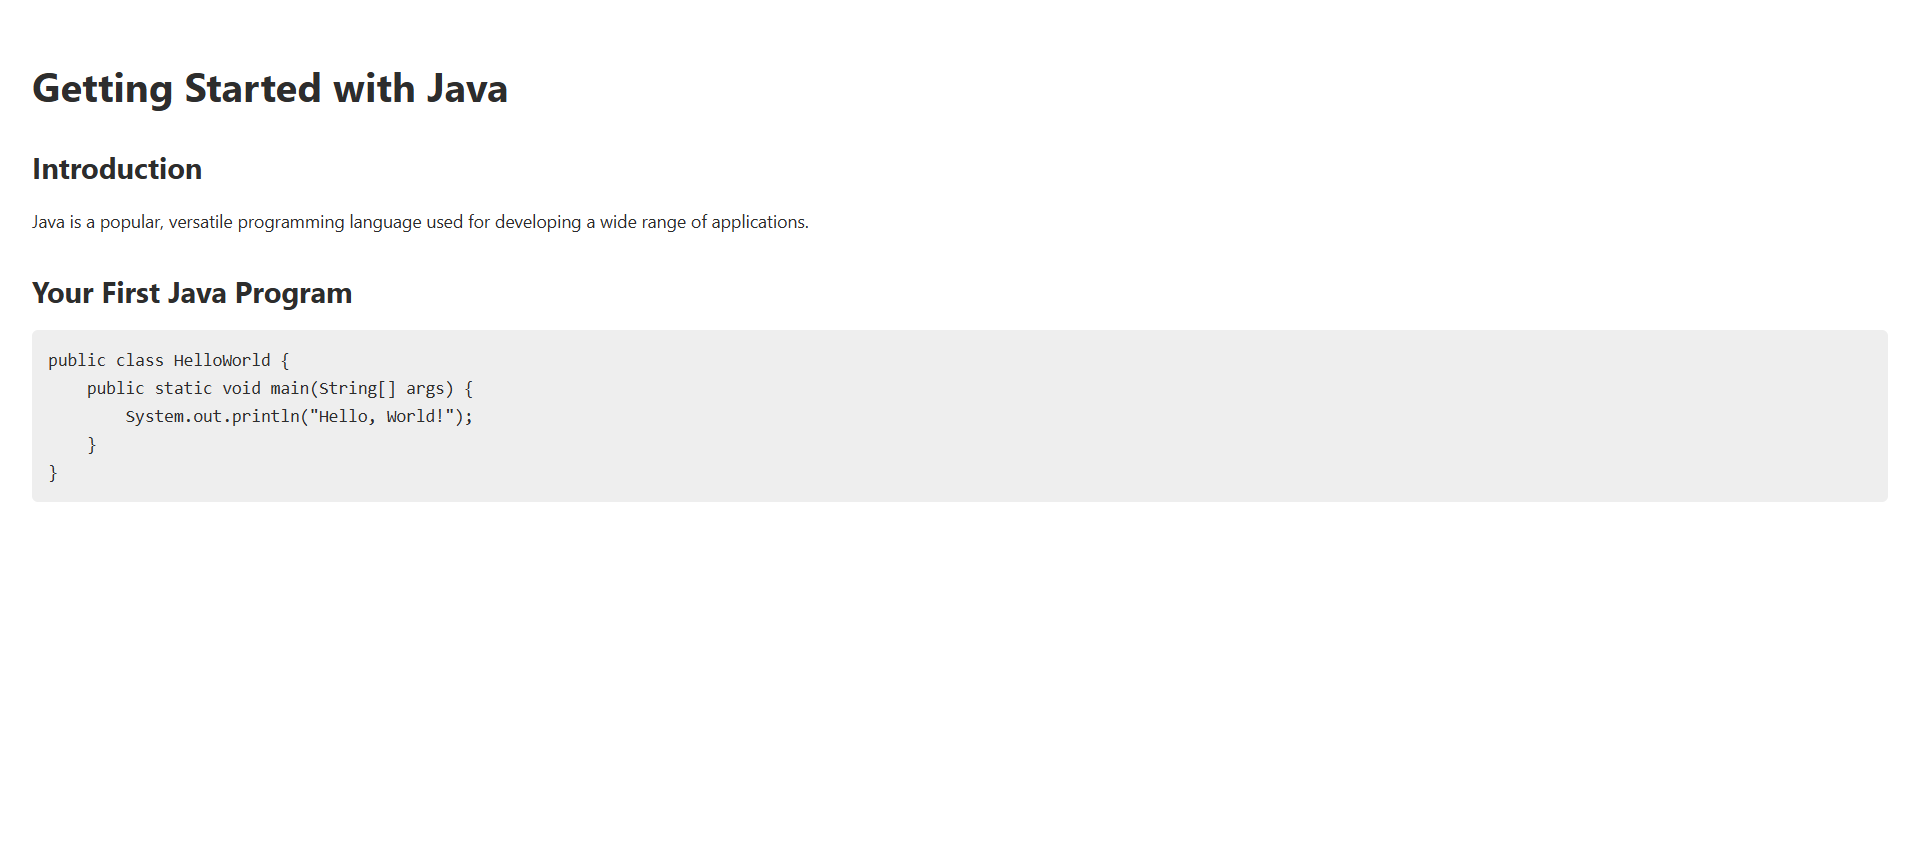 Getting Started with Java
Introduction
Java is a popular, versatile programming language used for developing a wide range of applications.
Your First Java Program
public class HelloWorld {
    public static void main(String[] args) {
        System.out.println("Hello, World!");
    }
}